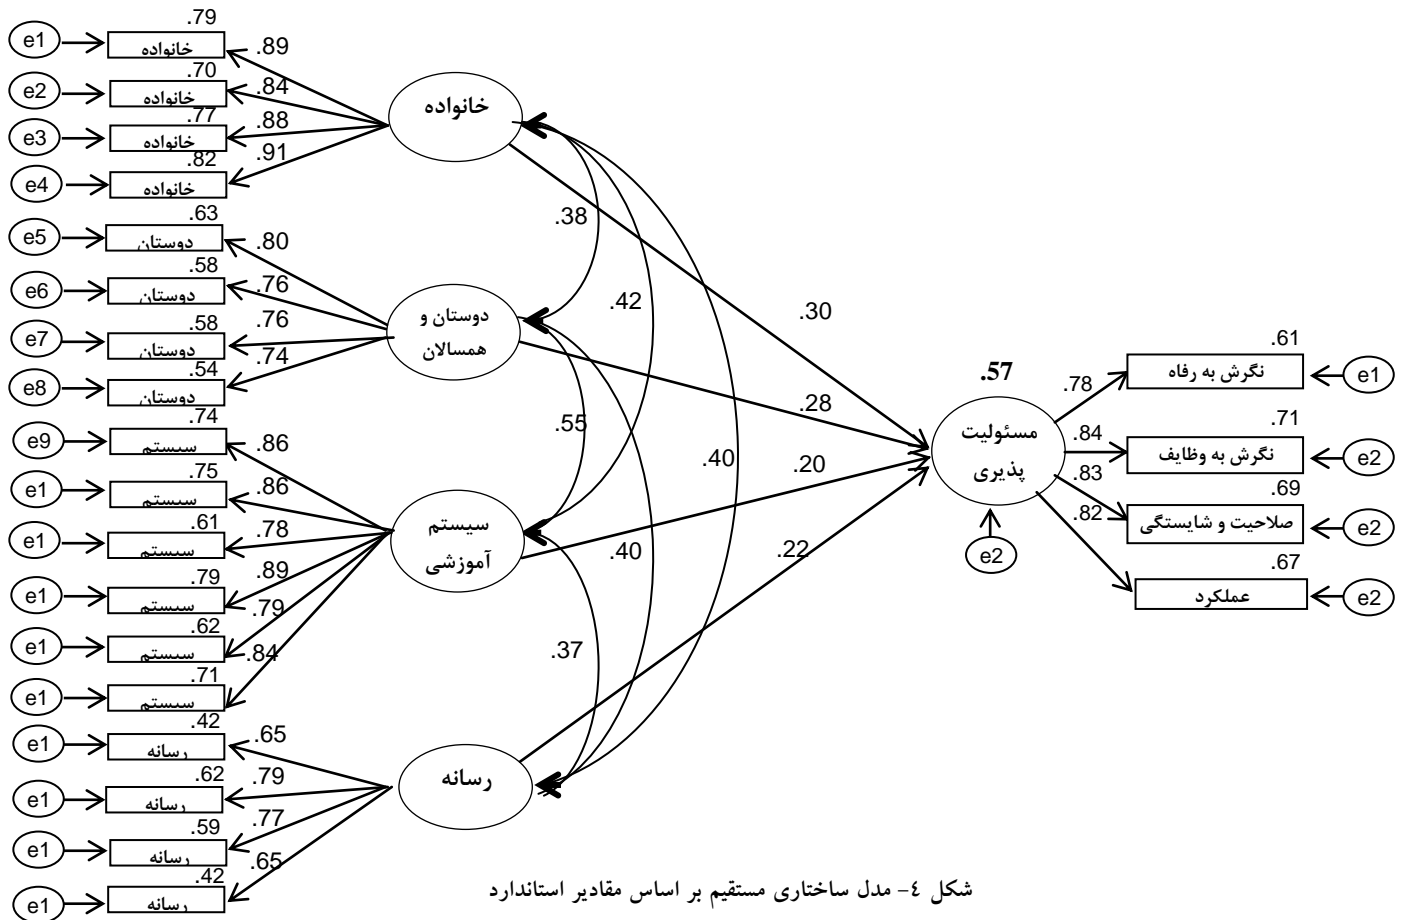 .79
e1
خانواده
.89
.70
e2
خانواده
.84
.77
e3
خانواده
.88
.82
e4
خانواده
.91
خانواده
.63
e5
دوستان
.80
.58
e6
دوستان
.76
.58
e7
دوستان
.76
.54
e8
دوستان
.74
دوستان و
همسالان
.74
e9
سیستم
.86
.75
e1
سیستم
.86
.61
e1
سیستم
.78
.79
e1
سیستم
.89
.62
e1
سیستم
.79
.71
e1
سیستم
.84
سیستم
آموزشی
.42
e1
رسانه
.65
.62
e1
رسانه
.79
.59
e1
رسانه
.77
.42
e1
رسانه
.65
رسانه
.38
.42
.55
.40
.40
.37
.30
.28
.20
.22
.57
مسئولیت
پذیری
e2
.78
.61
نگرش به رفاه
e1
.84
.71
نگرش به وظایف
e2
.83
.69
صلاحیت و شایستگی
e2
.82
.67
عملکرد
e2
شکل ٤- مدل ساختاری مستقیم بر اساس مقادیر استاندارد